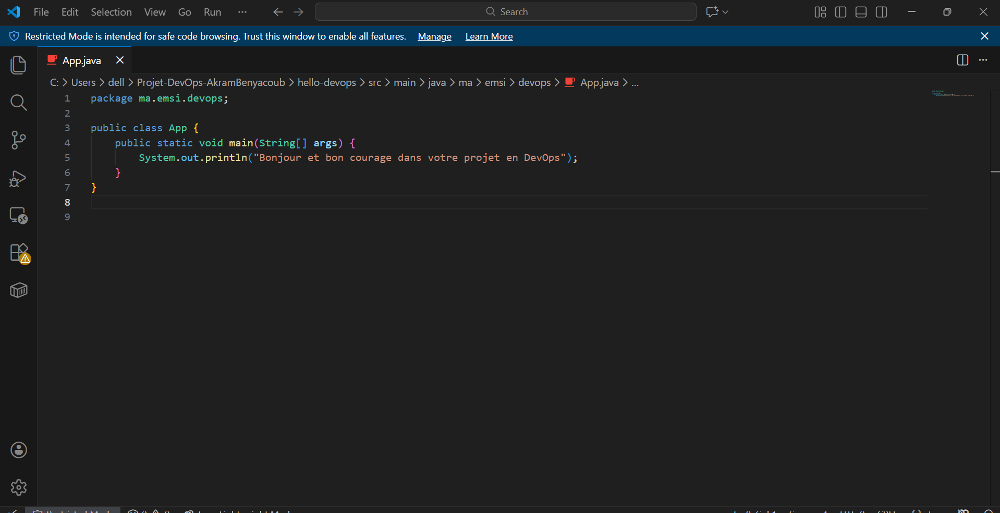 File Edit Selection View Go Run ··· Search
Restricted Mode is intended for safe code browsing. Trust this window to enable all features. Manage Learn More
App.java
C: > Users > dell > Projet-DevOps-AkramBenyacoub > hello-devops > src > main > java > ma > emsi > devops > App.java > ...
1 package ma.emsi.devops;
2
3 public class App {
4     public static void main(String[] args) {
5         System.out.println("Bonjour et bon courage dans votre projet en DevOps");
6     }
7 }
8
9